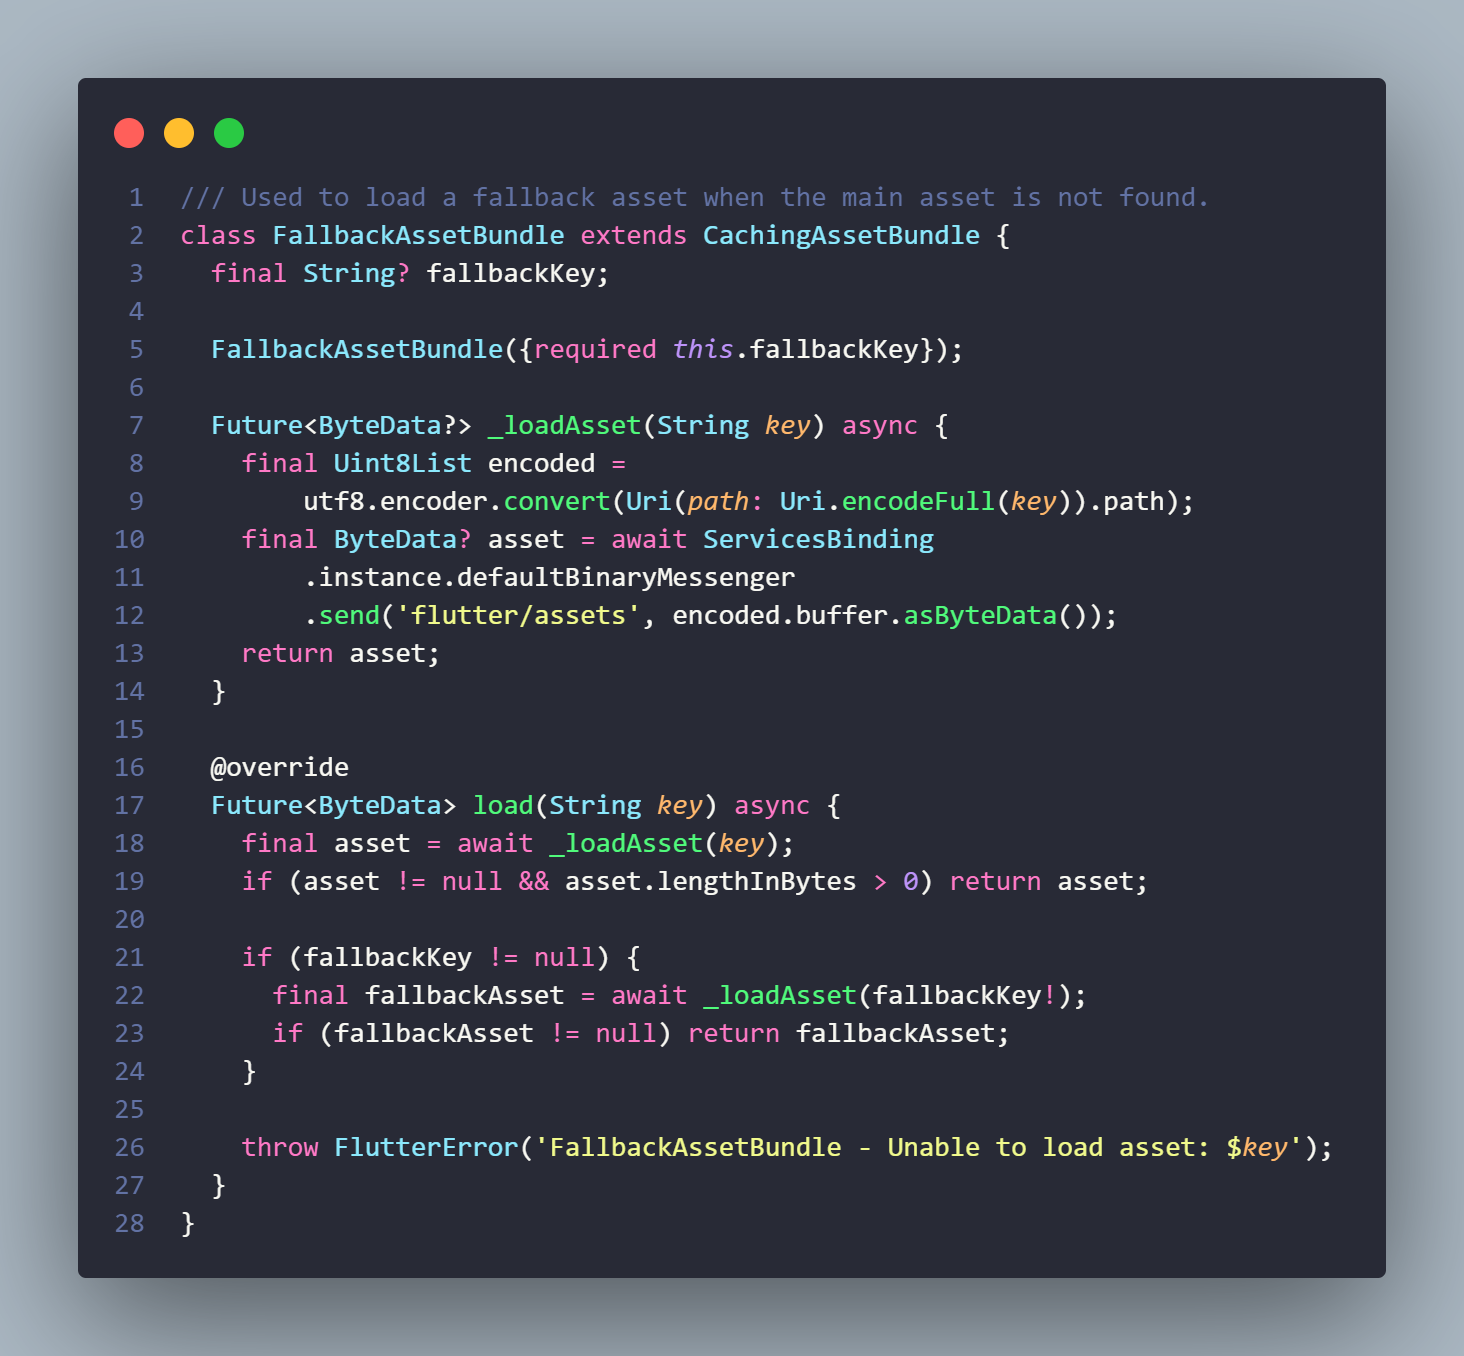 1 /// Used to load a fallback asset when the main asset is not found.
2 class FallbackAssetBundle extends CachingAssetBundle {
3   final String? fallbackKey;
4
5   FallbackAssetBundle({required this.fallbackKey});
6
7   Future<ByteData?> _loadAsset(String key) async {
8     final Uint8List encoded =
9         utf8.encoder.convert(Uri(path: Uri.encodeFull(key)).path);
10     final ByteData? asset = await ServicesBinding
11         .instance.defaultBinaryMessenger
12         .send('flutter/assets', encoded.buffer.asByteData());
13     return asset;
14   }
15
16   @override
17   Future<ByteData> load(String key) async {
18     final asset = await _loadAsset(key);
19     if (asset != null && asset.lengthInBytes > 0) return asset;
20
21     if (fallbackKey != null) {
22       final fallbackAsset = await _loadAsset(fallbackKey!);
23       if (fallbackAsset != null) return fallbackAsset;
24     }
25
26     throw FlutterError('FallbackAssetBundle - Unable to load asset: $key');
27   }
28 }